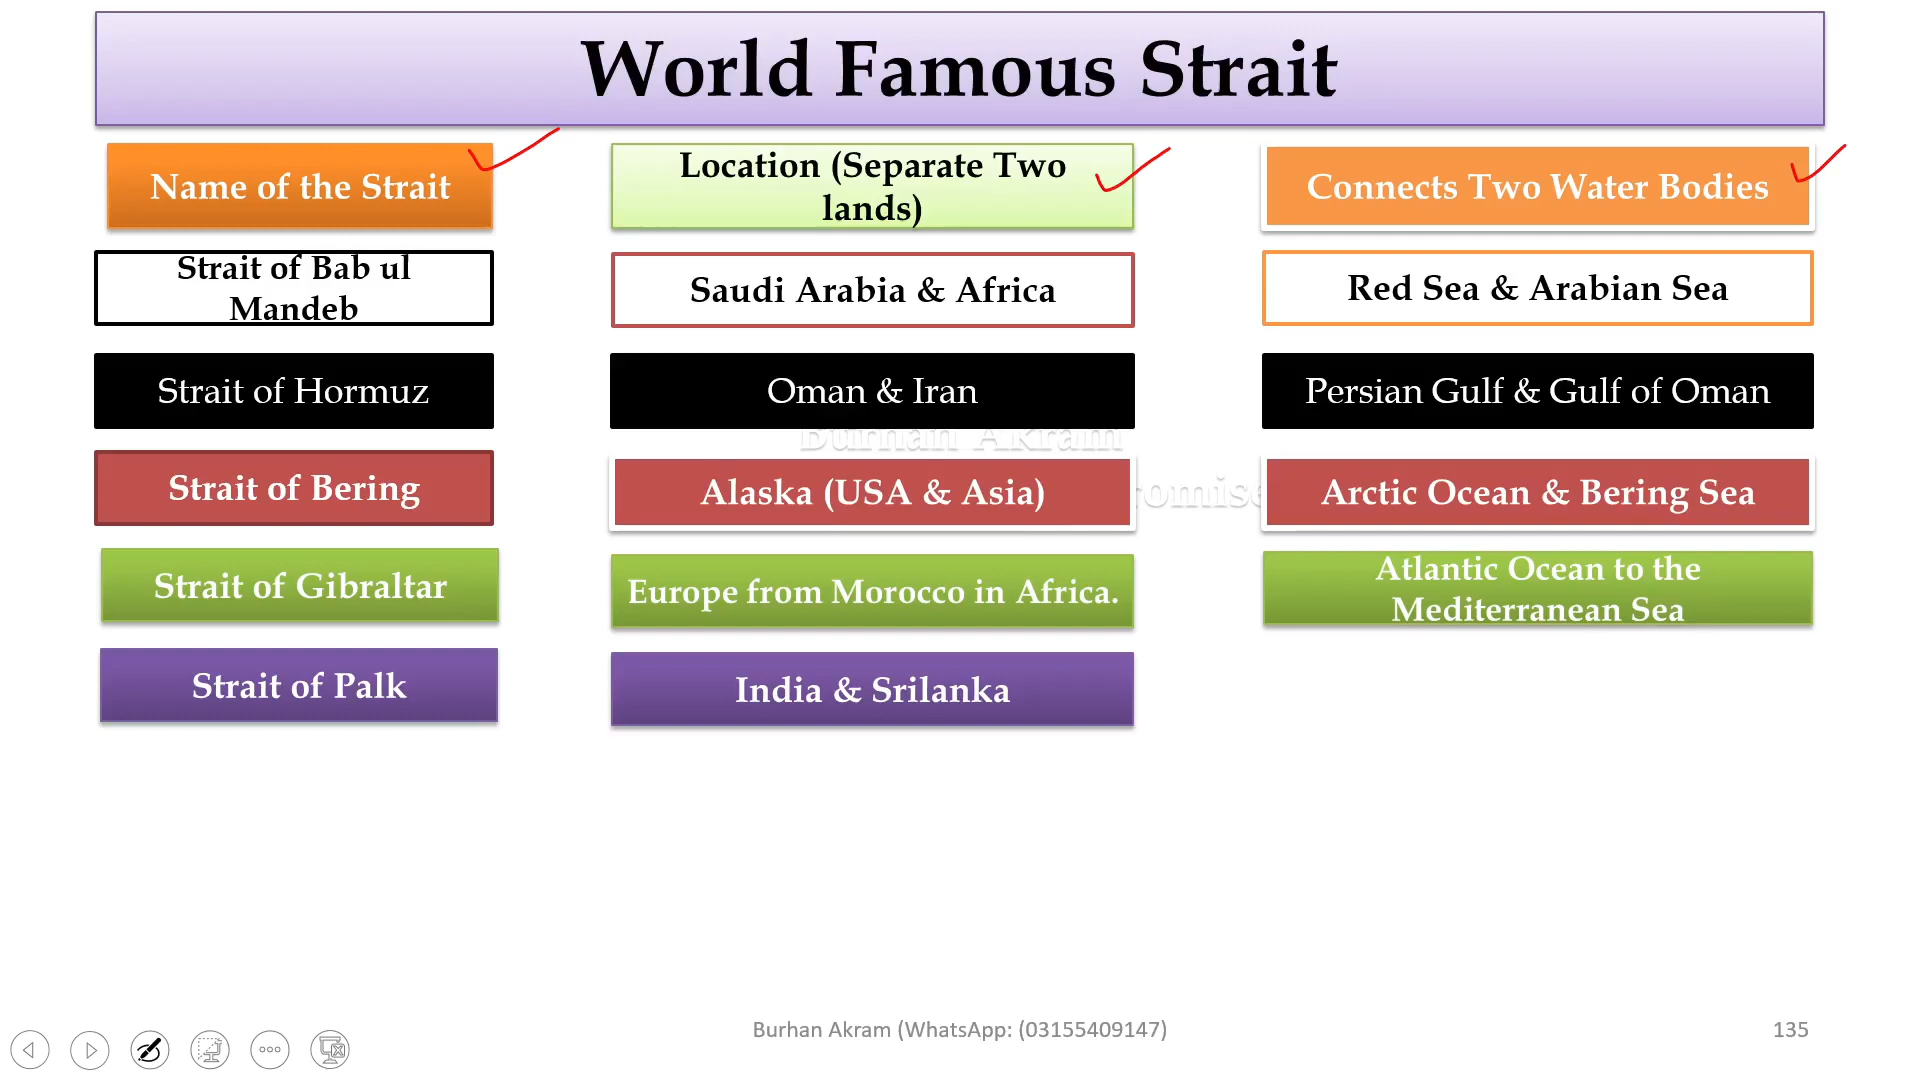 World Famous Strait
Name of the Strait
Location (Separate Two
lands)
Connects Two Water Bodies
Strait of Bab ul
Mandeb
Saudi Arabia & Africa
Red Sea & Arabian Sea
Strait of Hormuz
Oman & Iran
Persian Gulf & Gulf of Oman
Burhan Akram
Strait of Bering
Alaska (USA & Asia)
Arctic Ocean & Bering Sea
Strait of Gibraltar
Europe from Morocco in Africa.
Atlantic Ocean to the
Mediterranean Sea
Strait of Palk
India & Srilanka
Burhan Akram (WhatsApp: (03155409147)
135